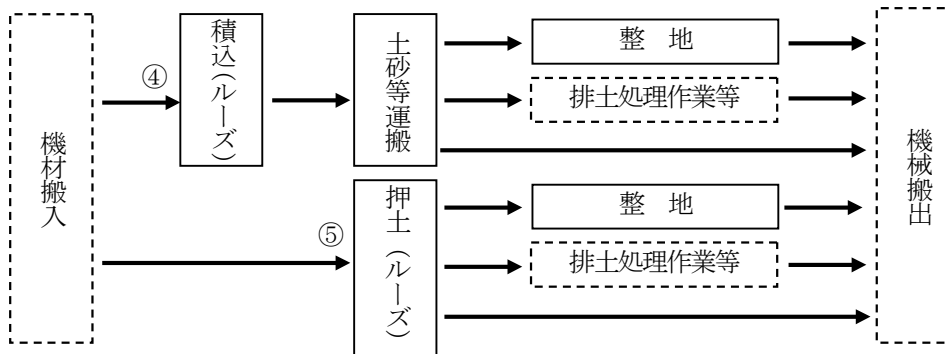 機材搬入
④
積込(ルーズ)
土砂等運搬
整　地
排土処理作業等
⑤
押土(ルーズ)
整　地
排土処理作業等
機械搬出